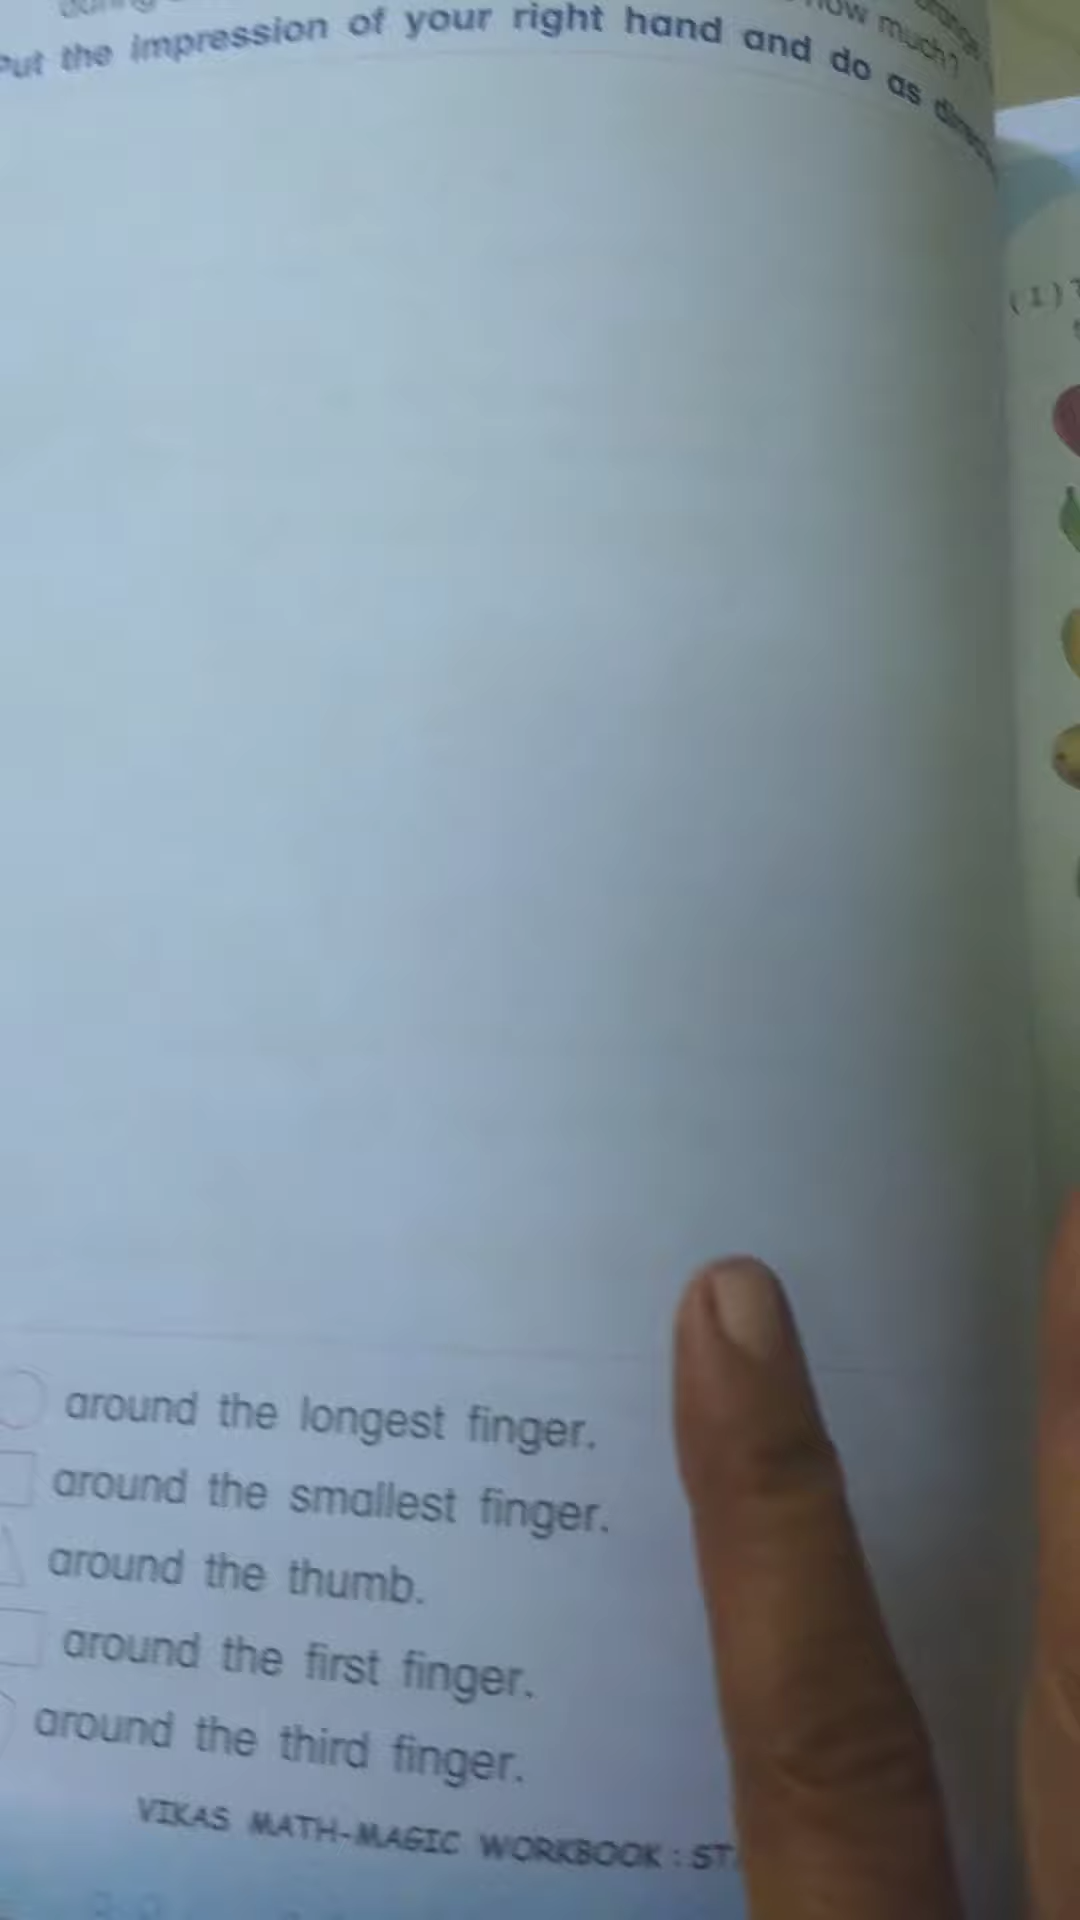 how much?
Put the impression of your right hand and do as
(1)
around the longest finger.
around the smallest finger.
around the thumb.
around the first finger.
around the third finger.
VIKAS MATH-MAGIC WORKBOOK : ST